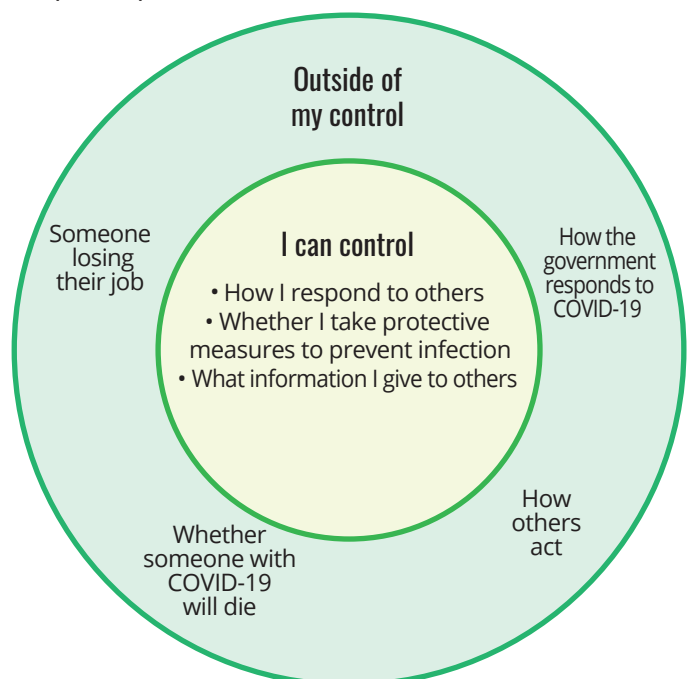 Outside of
my control
Someone
losing
their job
I can control
• How I respond to others
• Whether I take protective
measures to prevent infection
• What information I give to others
How the
government
responds to
COVID-19
Whether
someone with
COVID-19
will die
How
others
act